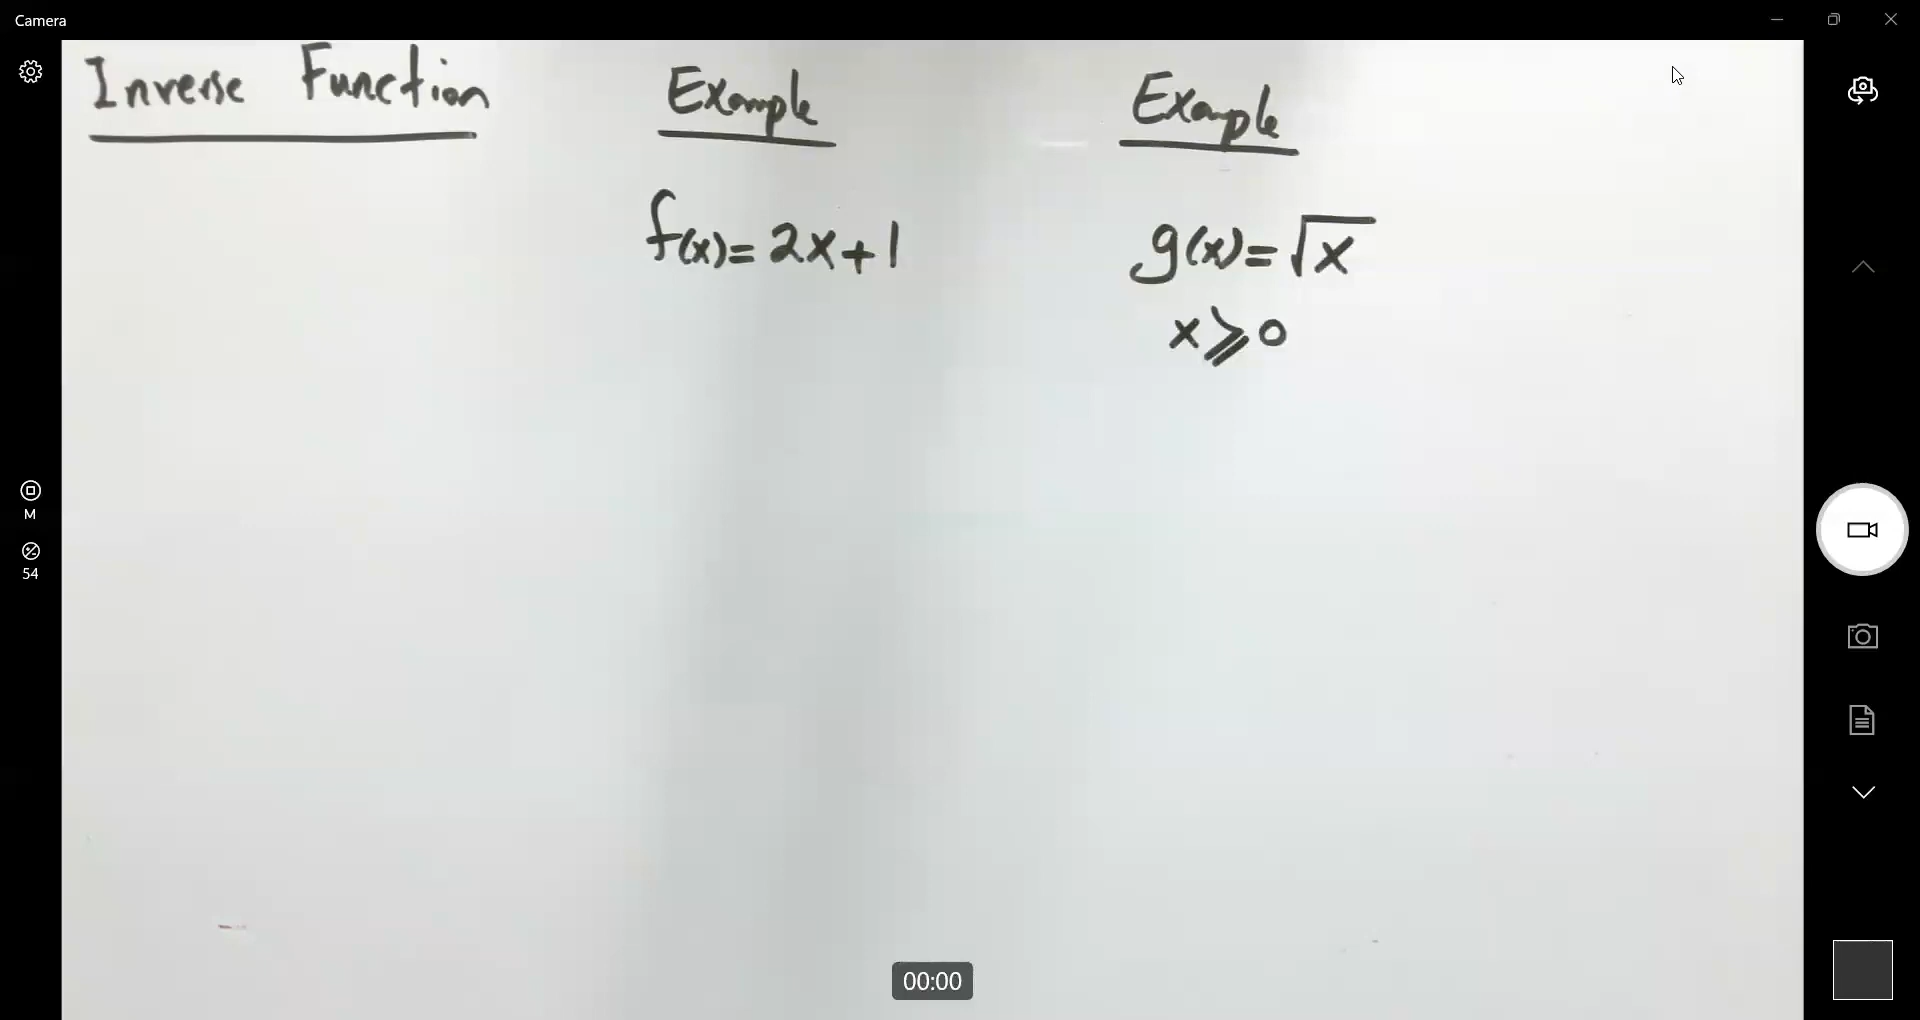 Camera
Inverse Function
Example
f(x)= 2x+1
Example
g(x)= √x
x ⩾ 0
M
54
00:00